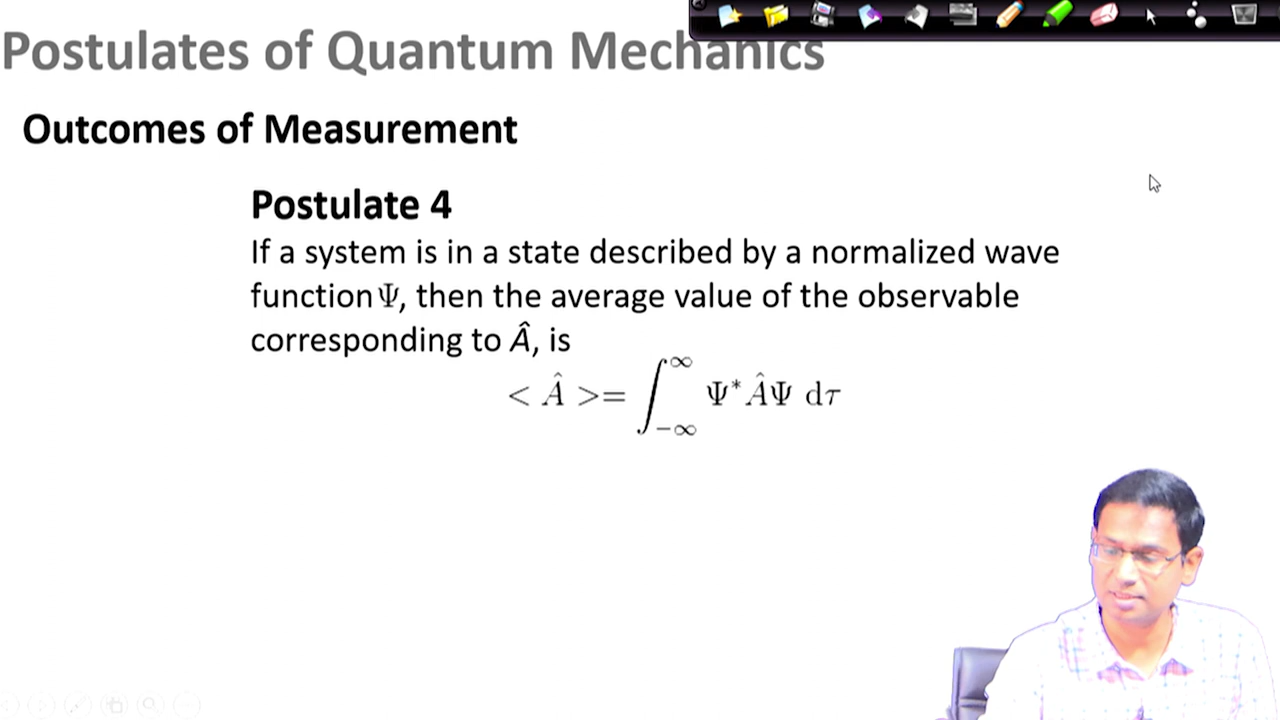 Postulates of Quantum Mechanics
Outcomes of Measurement
Postulate 4
If a system is in a state described by a normalized wave
function Ψ, then the average value of the observable
corresponding to Â, is
< Â >= ∫_{-∞}^{∞} Ψ* Â Ψ dτ